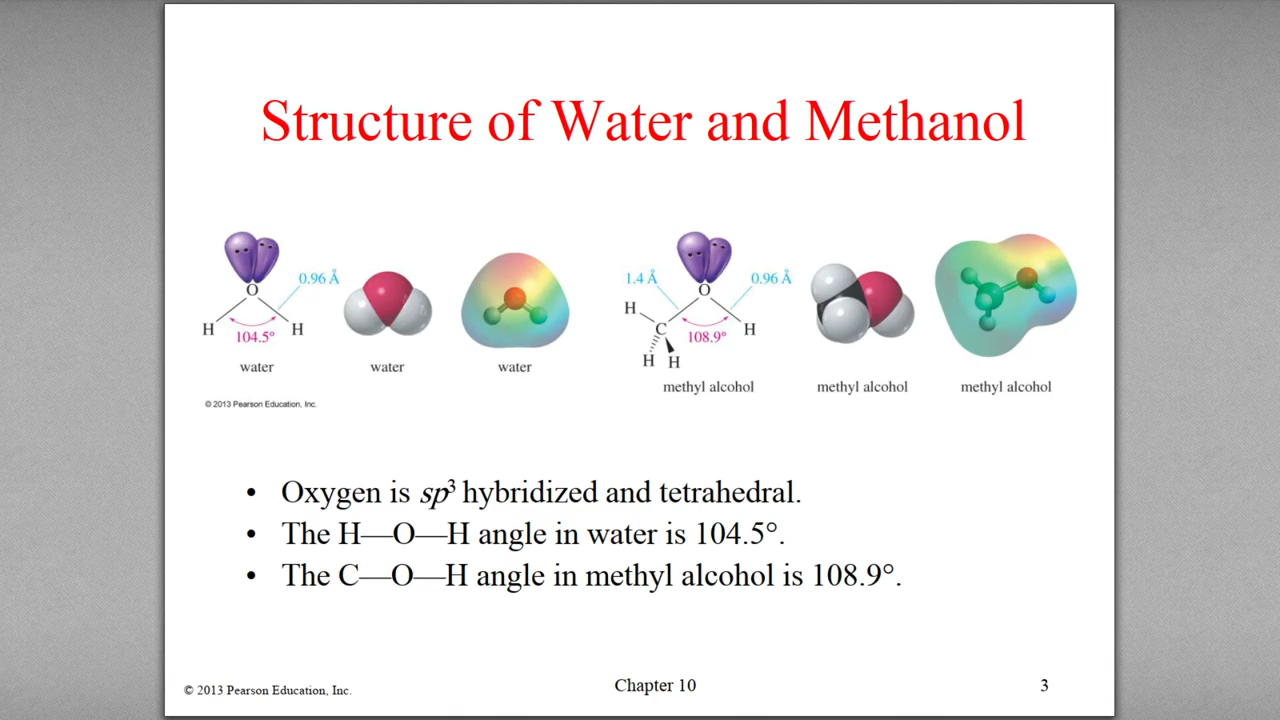 Structure of Water and Methanol
0.96 Å
O
H
H
104.5°
water
water
water
1.4 Å
0.96 Å
O
H
C
H
H H
108.9°
methyl alcohol
methyl alcohol
methyl alcohol
© 2013 Pearson Education, Inc.
• Oxygen is sp³ hybridized and tetrahedral.
• The H—O—H angle in water is 104.5°.
• The C—O—H angle in methyl alcohol is 108.9°.
© 2013 Pearson Education, Inc.
Chapter 10
3